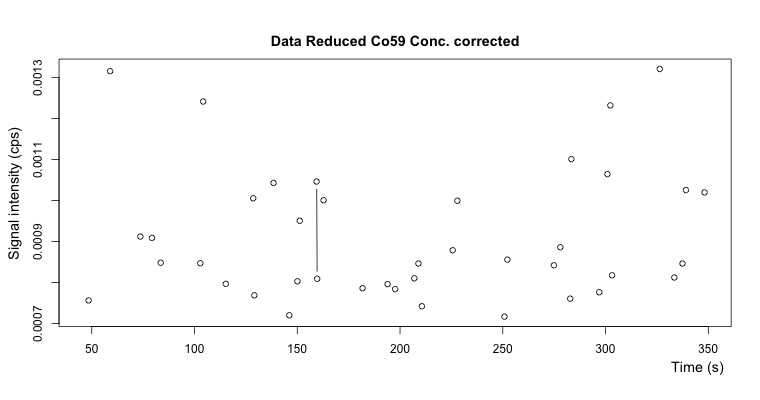 Data Reduced Co59 Conc. corrected
Signal intensity (cps)
0.0013
0.0011
0.0009
0.0007
50 100 150 200 250 300 350
Time (s)